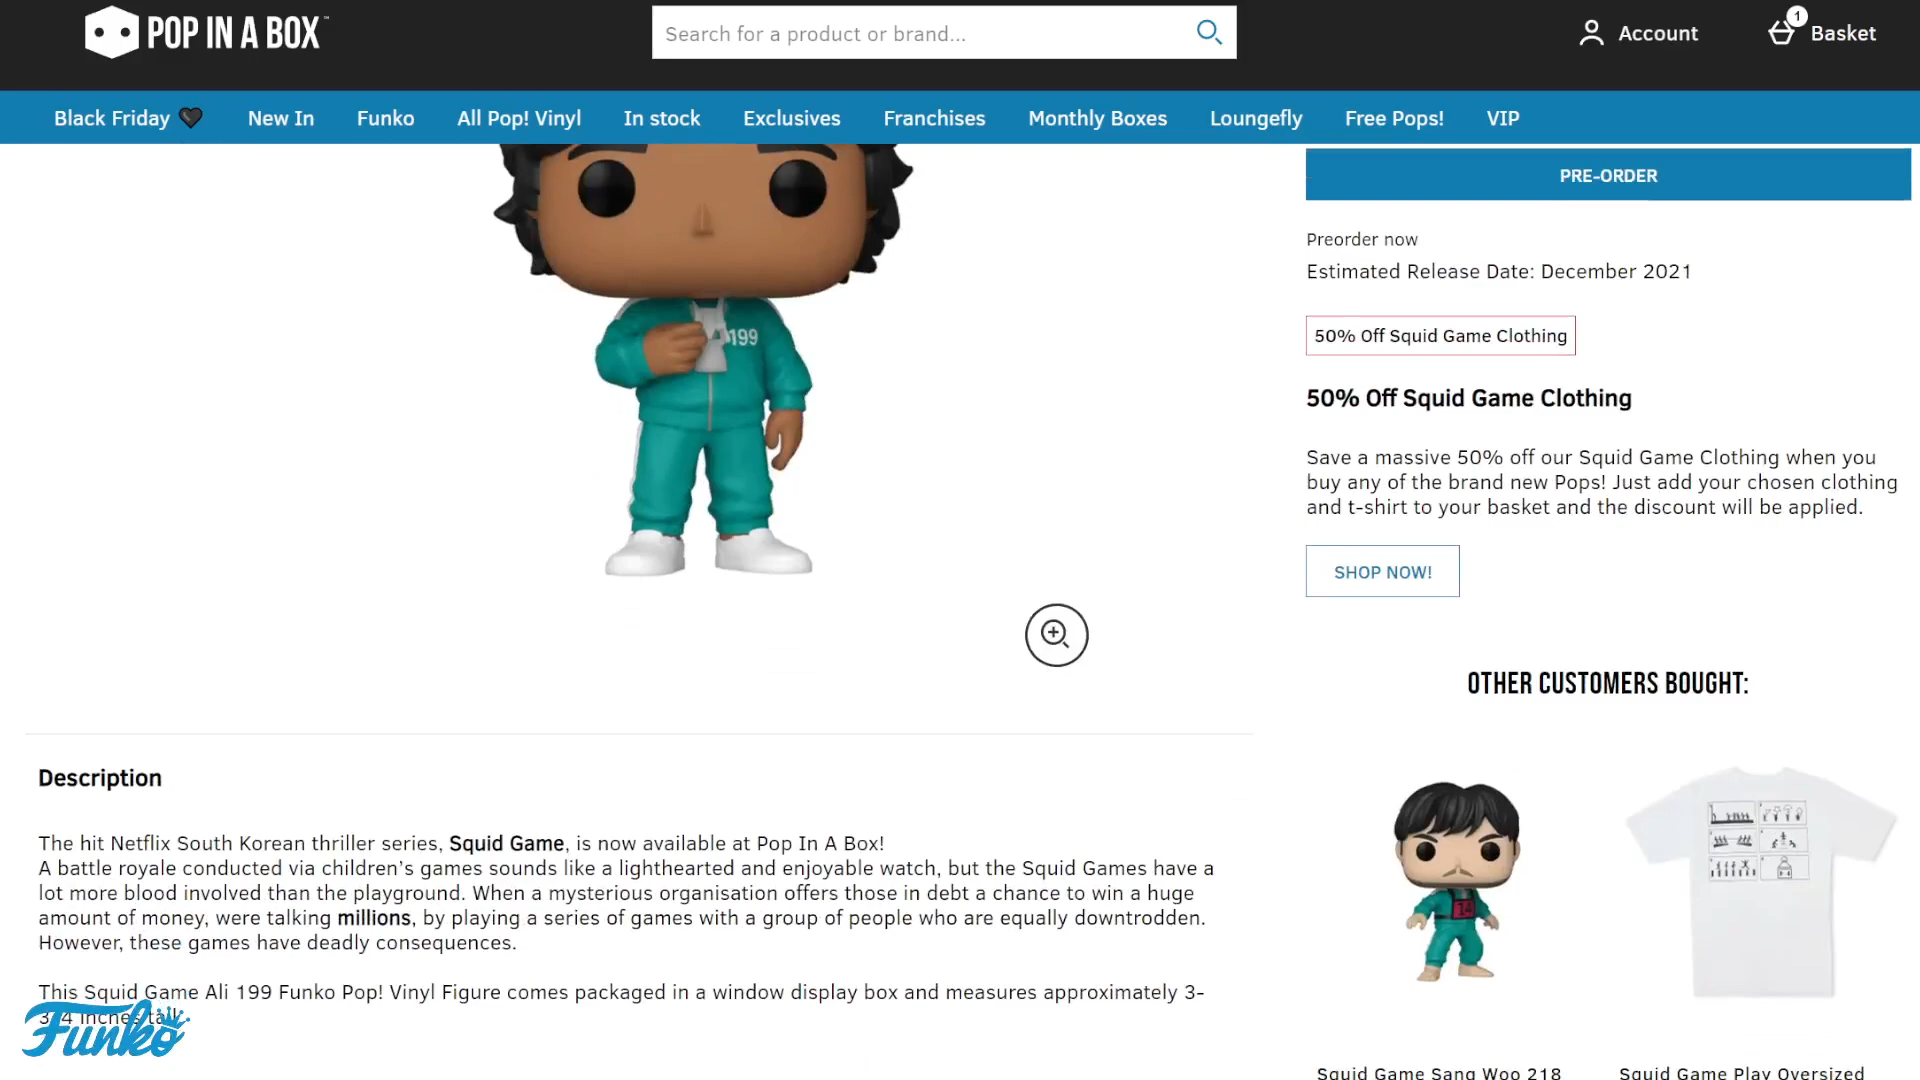 POP IN A BOX™
Search for a product or brand...
Account
1
Basket
Black Friday 🖤 New In Funko All Pop! Vinyl In stock Exclusives Franchises Monthly Boxes Loungefly Free Pops! VIP
PRE-ORDER
Preorder now
Estimated Release Date: December 2021
50% Off Squid Game Clothing
50% Off Squid Game Clothing
Save a massive 50% off our Squid Game Clothing when you
buy any of the brand new Pops! Just add your chosen clothing
and t-shirt to your basket and the discount will be applied.
SHOP NOW!
199
Description
The hit Netflix South Korean thriller series, Squid Game, is now available at Pop In A Box!
A battle royale conducted via children’s games sounds like a lighthearted and enjoyable watch, but the Squid Games have a
lot more blood involved than the playground. When a mysterious organisation offers those in debt a chance to win a huge
amount of money, were talking millions, by playing a series of games with a group of people who are equally downtrodden.
However, these games have deadly consequences.
This Squid Game Ali 199 Funko Pop! Vinyl Figure comes packaged in a window display box and measures approximately 3-
inches
Funko
OTHER CUSTOMERS BOUGHT:
Squid Game Sang Woo 218
Squid Game Play Oversized